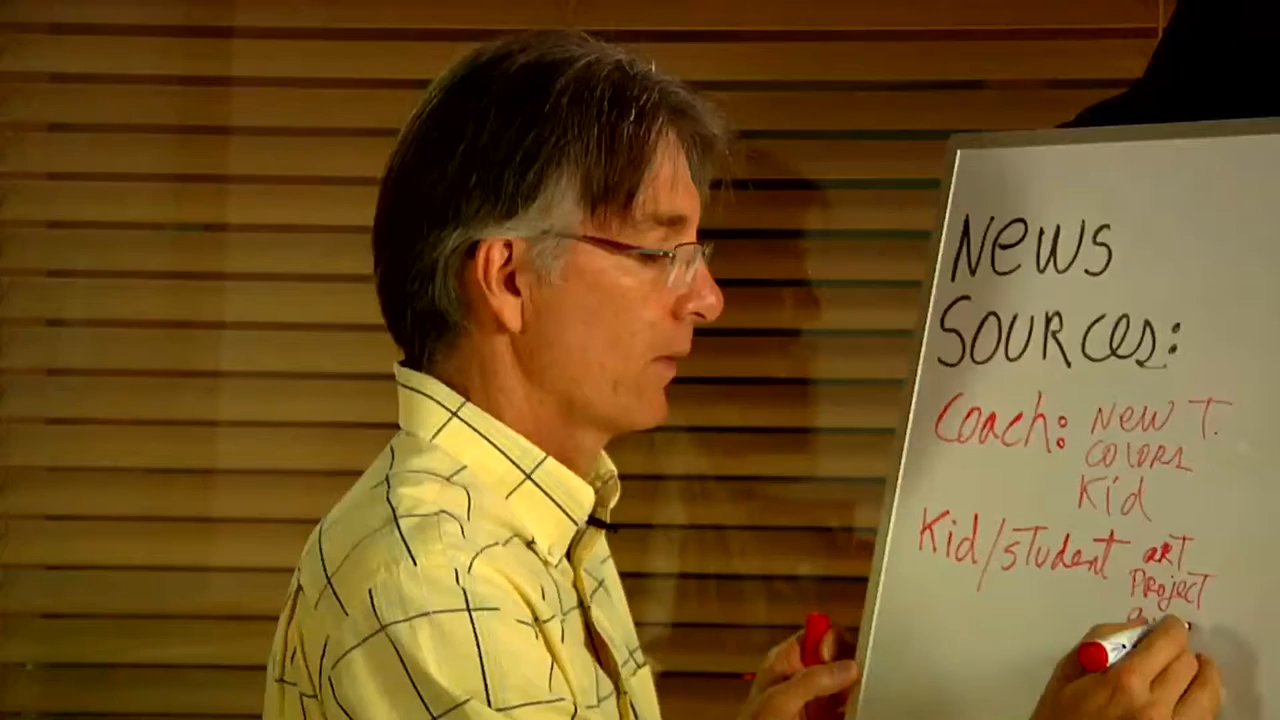 News
Sources:
Coach: New T.
Colors
Kid
Kid/student art
Project